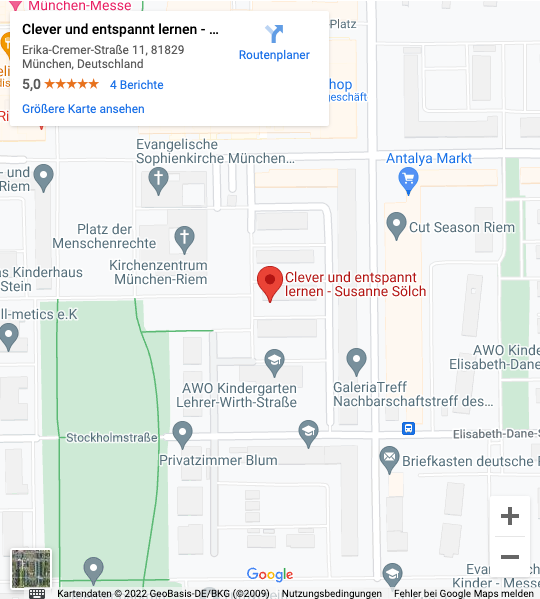 München-Messe
Clever und entspannt lernen - …
Erika-Cremer-Straße 11, 81829
München, Deutschland
5,0 4 Berichte
Größere Karte ansehen
Routenplaner
Platz
hop
geschäft
Ri
Evangelische
Sophienkirche München...
Antalya Markt
- und
Riem
Platz der
Menschenrechte
Cut Season Riem
Kirchenzentrum
München-Riem
as Kinderhaus
Stein
Clever und entspannt
lernen - Susanne Sölch
ll-metics e.K
AWO Kinde
Elisabeth-Dane-
AWO Kindergarten
Lehrer-Wirth-Straße
GaleriaTreff
Nachbarschaftstreff des...
Stockholmstraße
Elisabeth-Dane-S
Privatzimmer Blum
Briefkasten deutsche P
Google
Evangelisch
Kinder - Messe
Kartendaten © 2022 GeoBasis-DE/BKG (©2009) Nutzungsbedingungen Fehler bei Google Maps melden